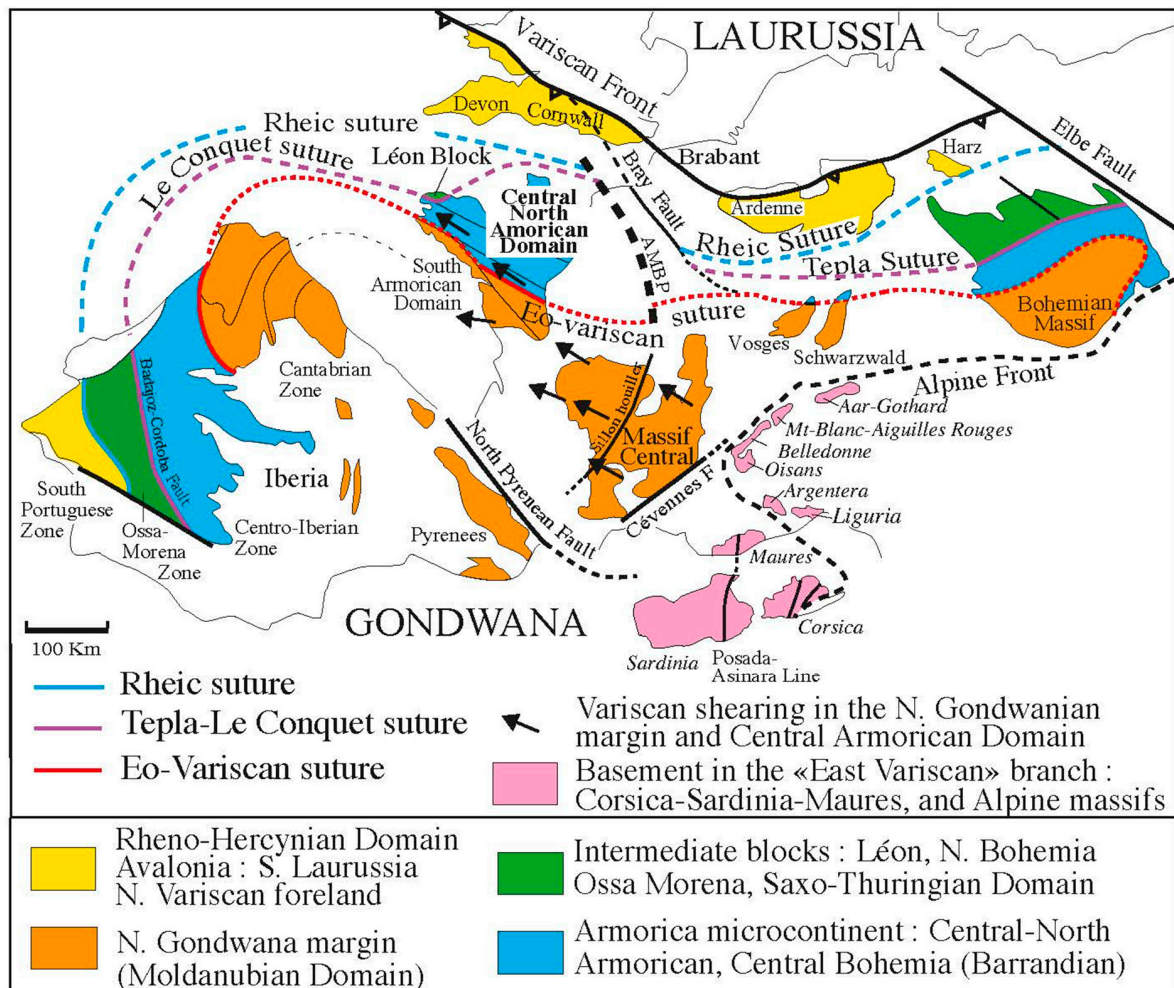 LAURUSSIA
Variscan Front
Devon
Cornwall
Rheic suture
Le Conquet suture
Léon Block
Bray Fault
Brabant
Harz
Elbe Fault
Ardenne
Central
North
Amorican
Domain
Rheic Suture
Tepla Suture
AMBP
South
Armorican
Domain
Eo-variscan suture
Bohemian
Massif
Vosges
Schwarzwald
Alpine Front
Cantabrian
Zone
Badajoz-Cordoba Fault
Sillon houiller
Massif
Central
Aar-Gothard
Mt-Blanc-Aiguilles Rouges
Belledonne
Oisans
Argentera
Liguria
North Pyrenean Fault
Cévennes F
Iberia
South
Portuguese
Zone
Ossa-
Morena
Zone
Centro-Iberian
Zone
Pyrenees
Maures
GONDWANA
Corsica
Sardinia
Posada-
Asinara Line
100 Km
Rheic suture
Tepla-Le Conquet suture
Eo-Variscan suture
Variscan shearing in the N. Gondwanian
margin and Central Armorican Domain
Basement in the «East Variscan» branch :
Corsica-Sardinia-Maures, and Alpine massifs
Rheno-Hercynian Domain
Avalonia : S. Laurussia
N. Variscan foreland
N. Gondwana margin
(Moldanubian Domain)
Intermediate blocks : Léon, N. Bohemia
Ossa Morena, Saxo-Thuringian Domain
Armorica microcontinent : Central-North
Armorican, Central Bohemia (Barrandian)